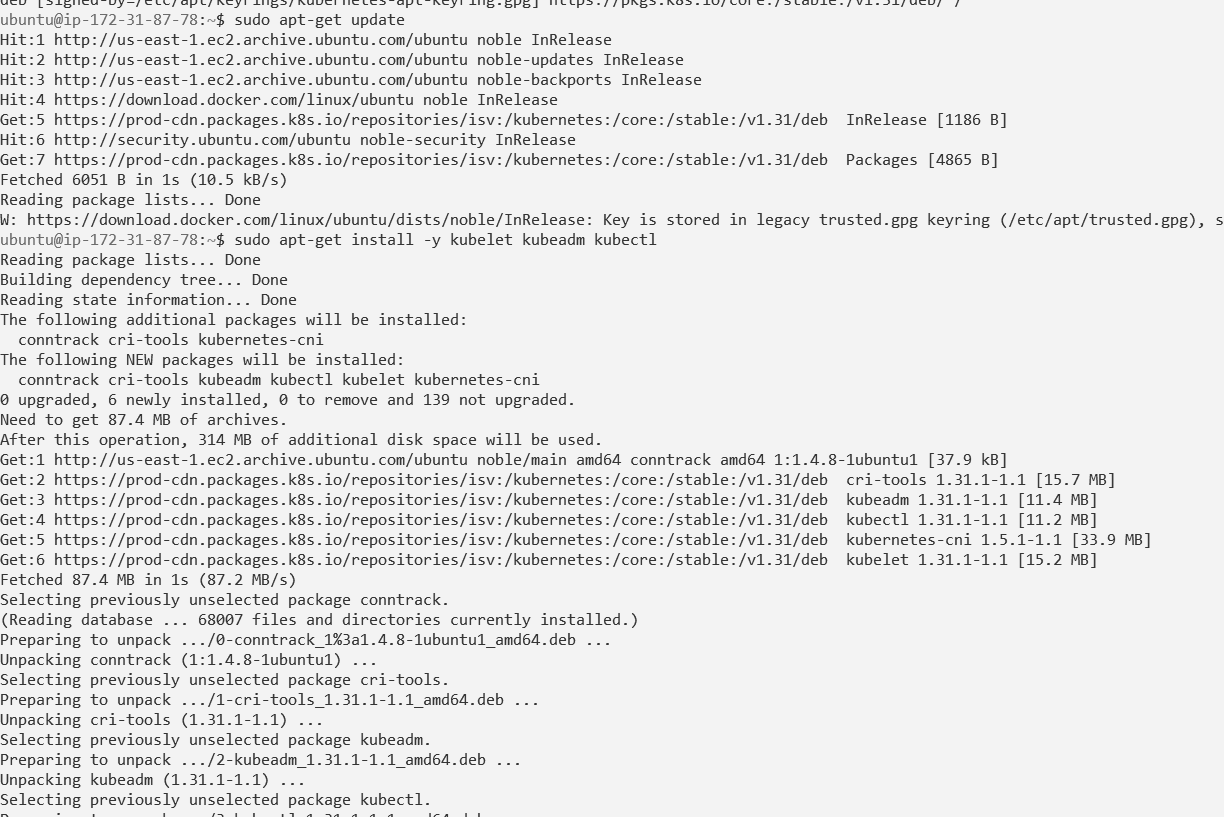 deb [signed-by=/etc/apt/keyrings/kubernetes-apt-keyring.gpg] https://pkgs.k8s.io/core:/stable:/v1.31/deb/ /
ubuntu@ip-172-31-87-78:~$ sudo apt-get update
Hit:1 http://us-east-1.ec2.archive.ubuntu.com/ubuntu noble InRelease
Hit:2 http://us-east-1.ec2.archive.ubuntu.com/ubuntu noble-updates InRelease
Hit:3 http://us-east-1.ec2.archive.ubuntu.com/ubuntu noble-backports InRelease
Hit:4 https://download.docker.com/linux/ubuntu noble InRelease
Get:5 https://prod-cdn.packages.k8s.io/repositories/isv:/kubernetes:/core:/stable:/v1.31/deb  InRelease [1186 B]
Hit:6 http://security.ubuntu.com/ubuntu noble-security InRelease
Get:7 https://prod-cdn.packages.k8s.io/repositories/isv:/kubernetes:/core:/stable:/v1.31/deb  Packages [4865 B]
Fetched 6051 B in 1s (10.5 kB/s)
Reading package lists... Done
W: https://download.docker.com/linux/ubuntu/dists/noble/InRelease: Key is stored in legacy trusted.gpg keyring (/etc/apt/trusted.gpg), s
ubuntu@ip-172-31-87-78:~$ sudo apt-get install -y kubelet kubeadm kubectl
Reading package lists... Done
Building dependency tree... Done
Reading state information... Done
The following additional packages will be installed:
  conntrack cri-tools kubernetes-cni
The following NEW packages will be installed:
  conntrack cri-tools kubeadm kubectl kubelet kubernetes-cni
0 upgraded, 6 newly installed, 0 to remove and 139 not upgraded.
Need to get 87.4 MB of archives.
After this operation, 314 MB of additional disk space will be used.
Get:1 http://us-east-1.ec2.archive.ubuntu.com/ubuntu noble/main amd64 conntrack amd64 1:1.4.8-1ubuntu1 [37.9 kB]
Get:2 https://prod-cdn.packages.k8s.io/repositories/isv:/kubernetes:/core:/stable:/v1.31/deb  cri-tools 1.31.1-1.1 [15.7 MB]
Get:3 https://prod-cdn.packages.k8s.io/repositories/isv:/kubernetes:/core:/stable:/v1.31/deb  kubeadm 1.31.1-1.1 [11.4 MB]
Get:4 https://prod-cdn.packages.k8s.io/repositories/isv:/kubernetes:/core:/stable:/v1.31/deb  kubectl 1.31.1-1.1 [11.2 MB]
Get:5 https://prod-cdn.packages.k8s.io/repositories/isv:/kubernetes:/core:/stable:/v1.31/deb  kubernetes-cni 1.5.1-1.1 [33.9 MB]
Get:6 https://prod-cdn.packages.k8s.io/repositories/isv:/kubernetes:/core:/stable:/v1.31/deb  kubelet 1.31.1-1.1 [15.2 MB]
Fetched 87.4 MB in 1s (87.2 MB/s)
Selecting previously unselected package conntrack.
(Reading database ... 68007 files and directories currently installed.)
Preparing to unpack .../0-conntrack_1%3a1.4.8-1ubuntu1_amd64.deb ...
Unpacking conntrack (1:1.4.8-1ubuntu1) ...
Selecting previously unselected package cri-tools.
Preparing to unpack .../1-cri-tools_1.31.1-1.1_amd64.deb ...
Unpacking cri-tools (1.31.1-1.1) ...
Selecting previously unselected package kubeadm.
Preparing to unpack .../2-kubeadm_1.31.1-1.1_amd64.deb ...
Unpacking kubeadm (1.31.1-1.1) ...
Selecting previously unselected package kubectl.